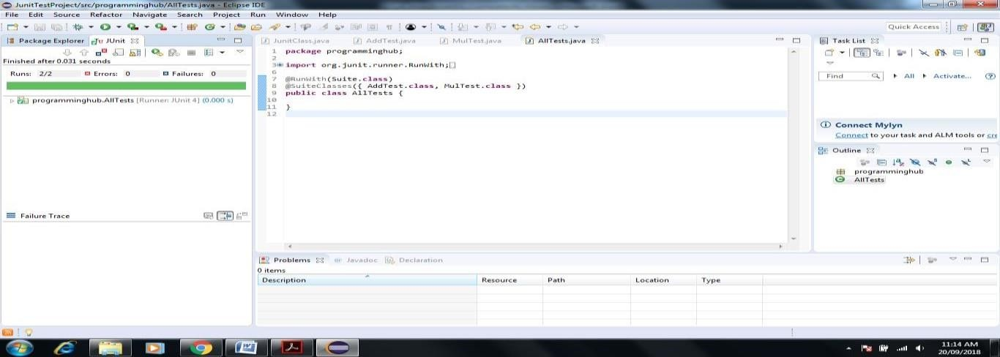 JunitTestProject/src/programminghub/AllTests.java - Eclipse IDE
File Edit Source Refactor Navigate Search Project Run Window Help
Quick Access
Package Explorer JUnit
Finished after 0.031 seconds
Runs: 2/2 Errors: 0 Failures: 0
programminghub.AllTests [Runner: JUnit 4] (0.000 s)
Failure Trace
JunitClass.java AddTest.java MulTest.java AllTests.java
1 package programminghub;
2
3 import org.junit.runner.RunWith;
6
7 @RunWith(Suite.class)
8 @SuiteClasses({ AddTest.class, MulTest.class })
9 public class AllTests {
10
11 }
12
Task List
Find All Activate...
Connect Mylyn
Connect to your task and ALM tools or cre
Outline
programminghub
AllTests
Problems Javadoc Declaration
0 items
Description Resource Path Location Type
11:14 AM
20/09/2018